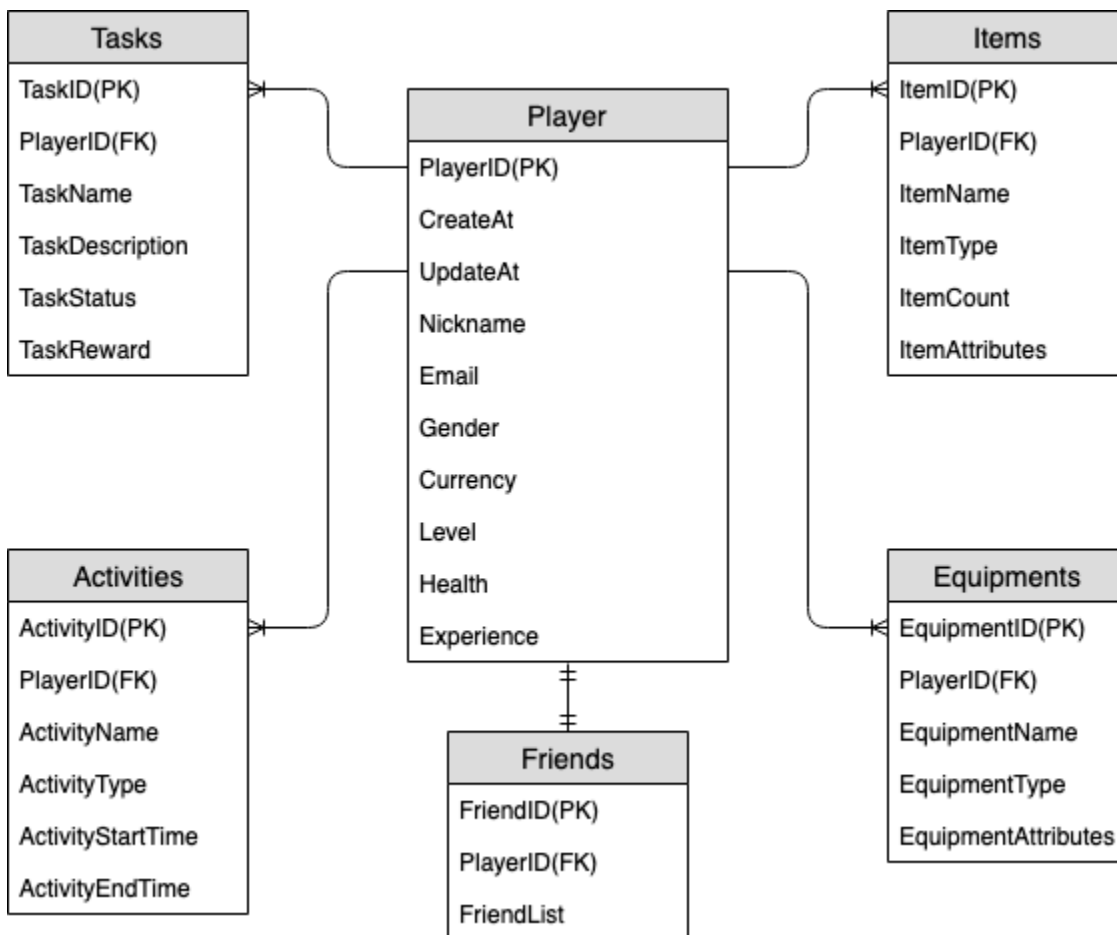 Tasks
TaskID(PK)
PlayerID(FK)
TaskName
TaskDescription
TaskStatus
TaskReward
Player
PlayerID(PK)
CreateAt
UpdateAt
Nickname
Email
Gender
Currency
Level
Health
Experience
Items
ItemID(PK)
PlayerID(FK)
ItemName
ItemType
ItemCount
ItemAttributes
Activities
ActivityID(PK)
PlayerID(FK)
ActivityName
ActivityType
ActivityStartTime
ActivityEndTime
Friends
FriendID(PK)
PlayerID(FK)
FriendList
Equipments
EquipmentID(PK)
PlayerID(FK)
EquipmentName
EquipmentType
EquipmentAttributes